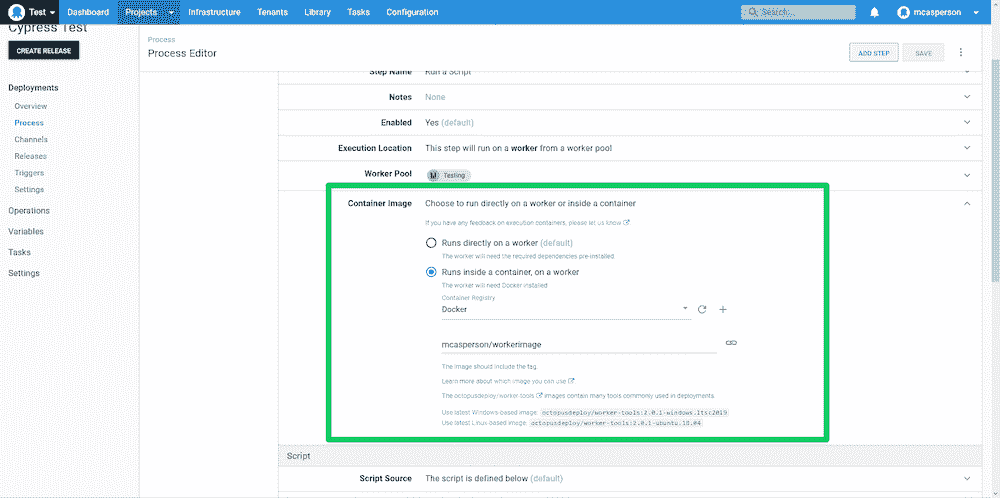 Test
Dashboard
Projects
Infrastructure
Tenants
Library
Tasks
Configuration
Search...
mcasperson
Cypress Test
CREATE RELEASE
Deployments
Overview
Process
Channels
Releases
Triggers
Settings
Operations
Variables
Tasks
Settings
Process
Process Editor
ADD STEP
SAVE
Step Name Run a Script
Notes None
Enabled Yes (default)
Execution Location This step will run on a worker from a worker pool
Worker Pool Testing
Container Image Choose to run directly on a worker or inside a container
If you have any feedback on execution containers, please let us know
Runs directly on a worker (default)
The worker will need the required dependencies pre-installed
Runs inside a container, on a worker
The worker will need Docker installed
Container Registry
Docker
mcasperson/workerimage
The image should include the tag.
Learn more about which image you can use
The octopusdeploy/worker-tools images contain many tools commonly used in deployments.
Use latest Windows-based image: octopusdeploy/worker-tools:2.0.1-windows.ltsc2019
Use latest Linux-based image: octopusdeploy/worker-tools:2.0.1-ubuntu.18.04
Script
Script Source The script is defined below (default)